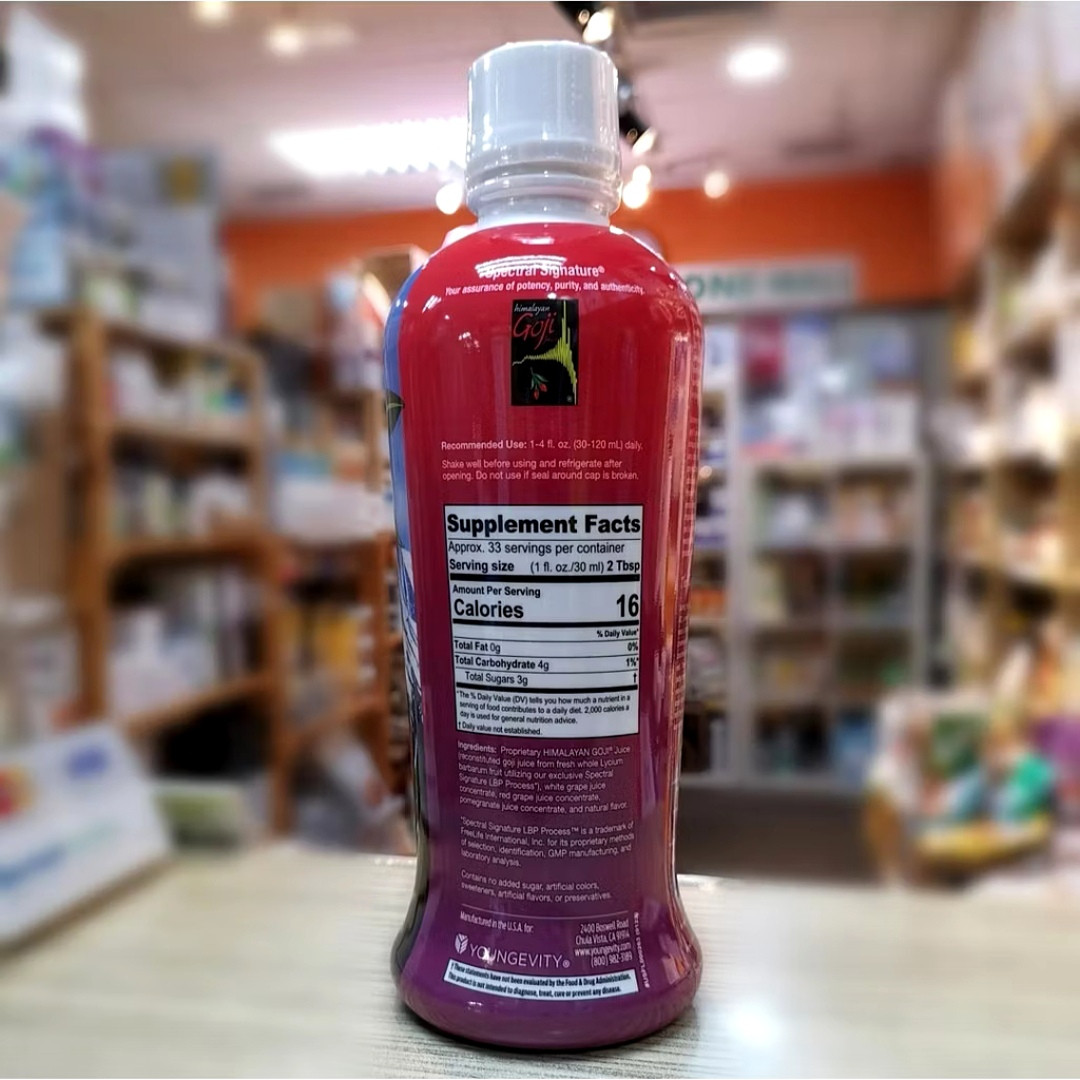 Spectral Signature®
Your assurance of potency, purity, and authenticity.
himalayan
Goji
Recommended Use: 1-4 fl. oz. (30-120 mL) daily.
Shake well before using and refrigerate after
opening. Do not use if seal around cap is broken.
Supplement Facts
Approx. 33 servings per container
Serving size (1 fl. oz./30 ml) 2 Tbsp
Amount Per Serving
Calories 16
% Daily Value*
Total Fat 0g 0%
Total Carbohydrate 4g 1%*
Total Sugars 3g †
*The % Daily Value (DV) tells you how much a nutrient in a
serving of food contributes to a daily diet. 2,000 calories a
day is used for general nutrition advice.
† Daily value not established.
Ingredients: Proprietary HIMALAYAN GOJI® Juice
(reconstituted goji juice from fresh whole Lycium
barbarum fruit utilizing our exclusive Spectral
Signature LBP Process*), white grape juice
concentrate, red grape juice concentrate,
pomegranate juice concentrate, and natural flavor.
*Spectral Signature LBP Process™ is a trademark of
FreeLife International, Inc. for its proprietary methods
of selection, identification, GMP manufacturing, and
laboratory analysis.
Contains no added sugar, artificial colors,
sweeteners, artificial flavors, or preservatives.
Manufactured in the U.S.A. for:
YOUNGEVITY®
2400 Boswell Road
Chula Vista, CA 91914
www.youngevity.com
(800) 982-3189
† These statements have not been evaluated by the Food & Drug Administration.
This product is not intended to diagnose, treat, cure or prevent any disease.